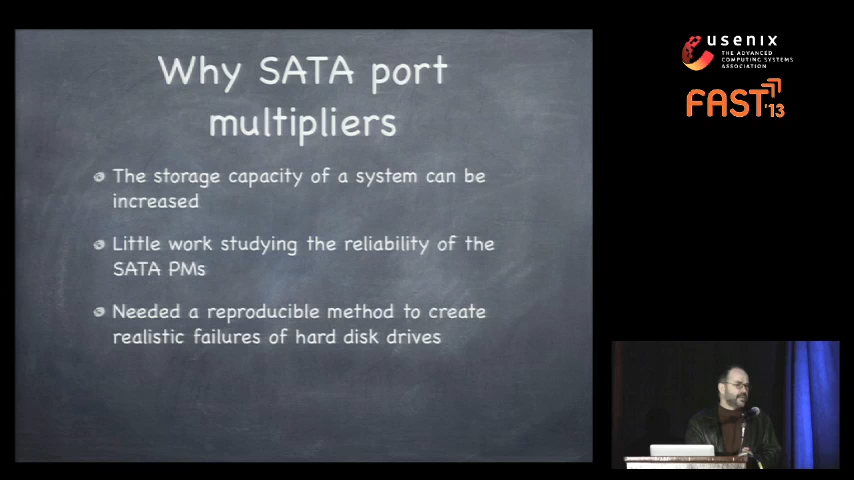 Why SATA port
multipliers
The storage capacity of a system can be
increased
Little work studying the reliability of the
SATA PMs
Needed a reproducible method to create
realistic failures of hard disk drives
usenix
THE ADVANCED
COMPUTING SYSTEMS
ASSOCIATION
FAST '13